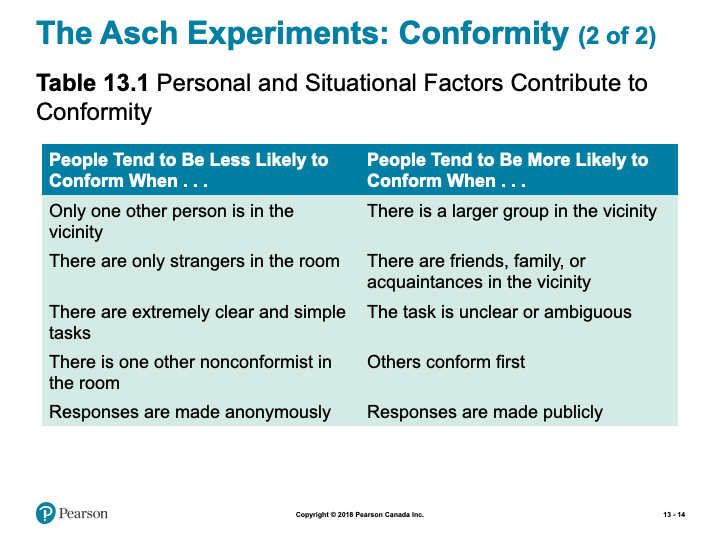 The Asch Experiments: Conformity (2 of 2)
Table 13.1 Personal and Situational Factors Contribute to
Conformity
People Tend to Be Less Likely to
Conform When . . .
People Tend to Be More Likely to
Conform When . . .
Only one other person is in the
vicinity
There is a larger group in the vicinity
There are only strangers in the room
There are friends, family, or
acquaintances in the vicinity
There are extremely clear and simple
tasks
The task is unclear or ambiguous
There is one other nonconformist in
the room
Others conform first
Responses are made anonymously
Responses are made publicly
P Pearson
Copyright © 2018 Pearson Canada Inc.
13 - 14